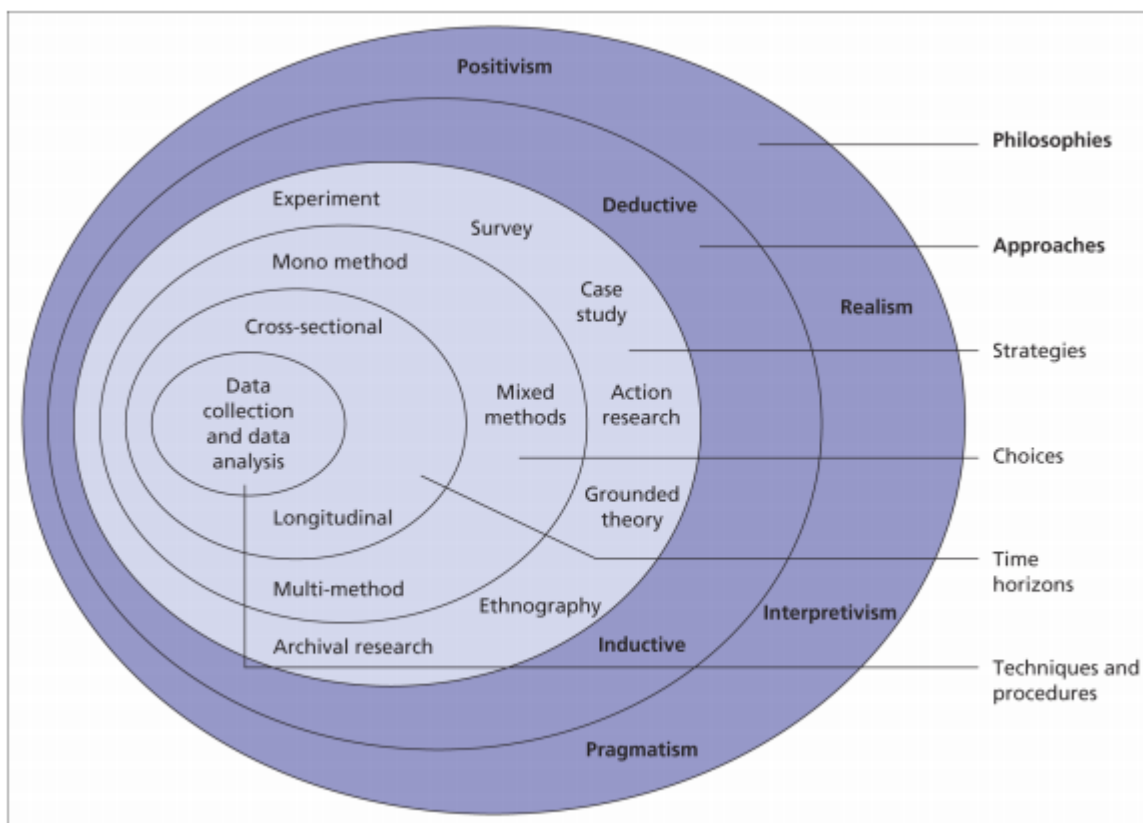 Positivism
Philosophies
Experiment
Deductive
Survey
Approaches
Mono method
Case
study
Realism
Cross-sectional
Strategies
Data
collection
and data
analysis
Mixed
methods
Action
research
Choices
Grounded
theory
Longitudinal
Time
horizons
Multi-method
Ethnography
Interpretivism
Archival research
Inductive
Techniques and
procedures
Pragmatism